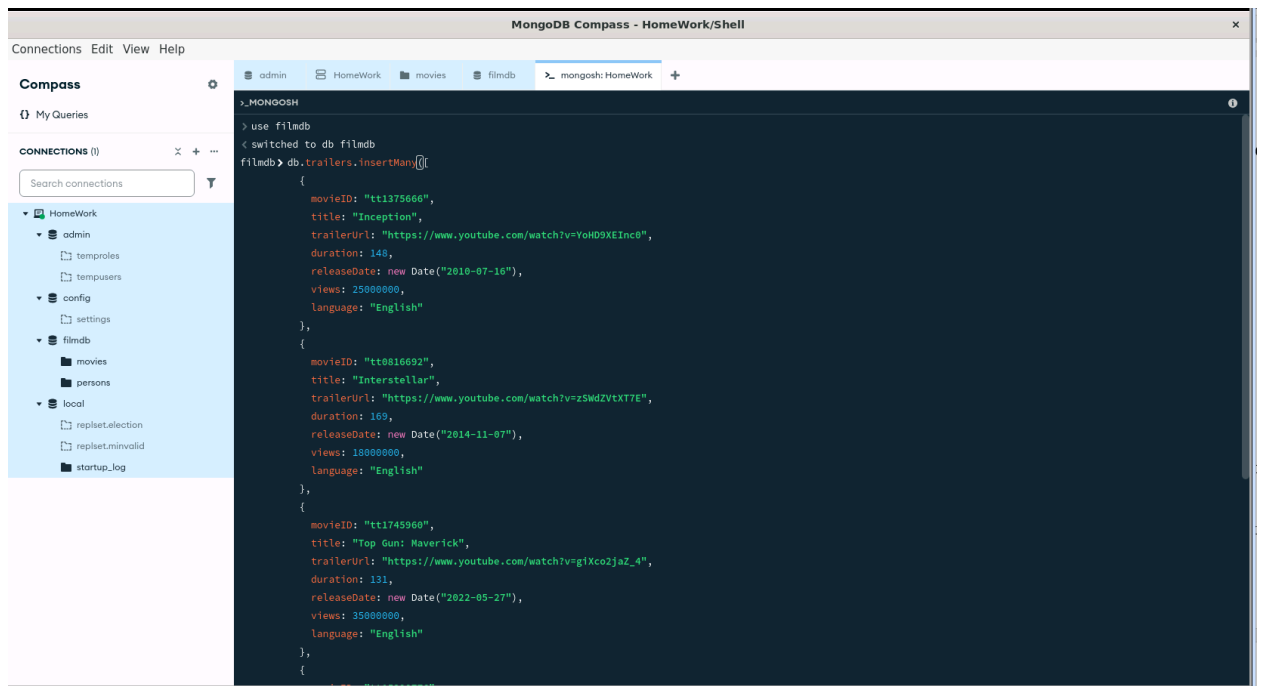 MongoDB Compass - HomeWork/Shell
Connections Edit View Help
Compass
{} My Queries
CONNECTIONS (1)
Search connections
HomeWork
admin
temproles
tempusers
config
settings
filmdb
movies
persons
local
replset.election
replset.minvalid
startup_log
admin HomeWork movies filmdb >_ mongosh: HomeWork +
>_MONGOSH
> use filmdb
< switched to db filmdb
filmdb> db.trailers.insertMany([
{
movieID: "tt1375666",
title: "Inception",
trailerUrl: "https://www.youtube.com/watch?v=YoHD9XEInc0",
duration: 148,
releaseDate: new Date("2010-07-16"),
views: 25000000,
language: "English"
},
{
movieID: "tt0816692",
title: "Interstellar",
trailerUrl: "https://www.youtube.com/watch?v=zSWdZVtXT7E",
duration: 169,
releaseDate: new Date("2014-11-07"),
views: 18000000,
language: "English"
},
{
movieID: "tt1745960",
title: "Top Gun: Maverick",
trailerUrl: "https://www.youtube.com/watch?v=giXco2jaZ_4",
duration: 131,
releaseDate: new Date("2022-05-27"),
views: 35000000,
language: "English"
},
{